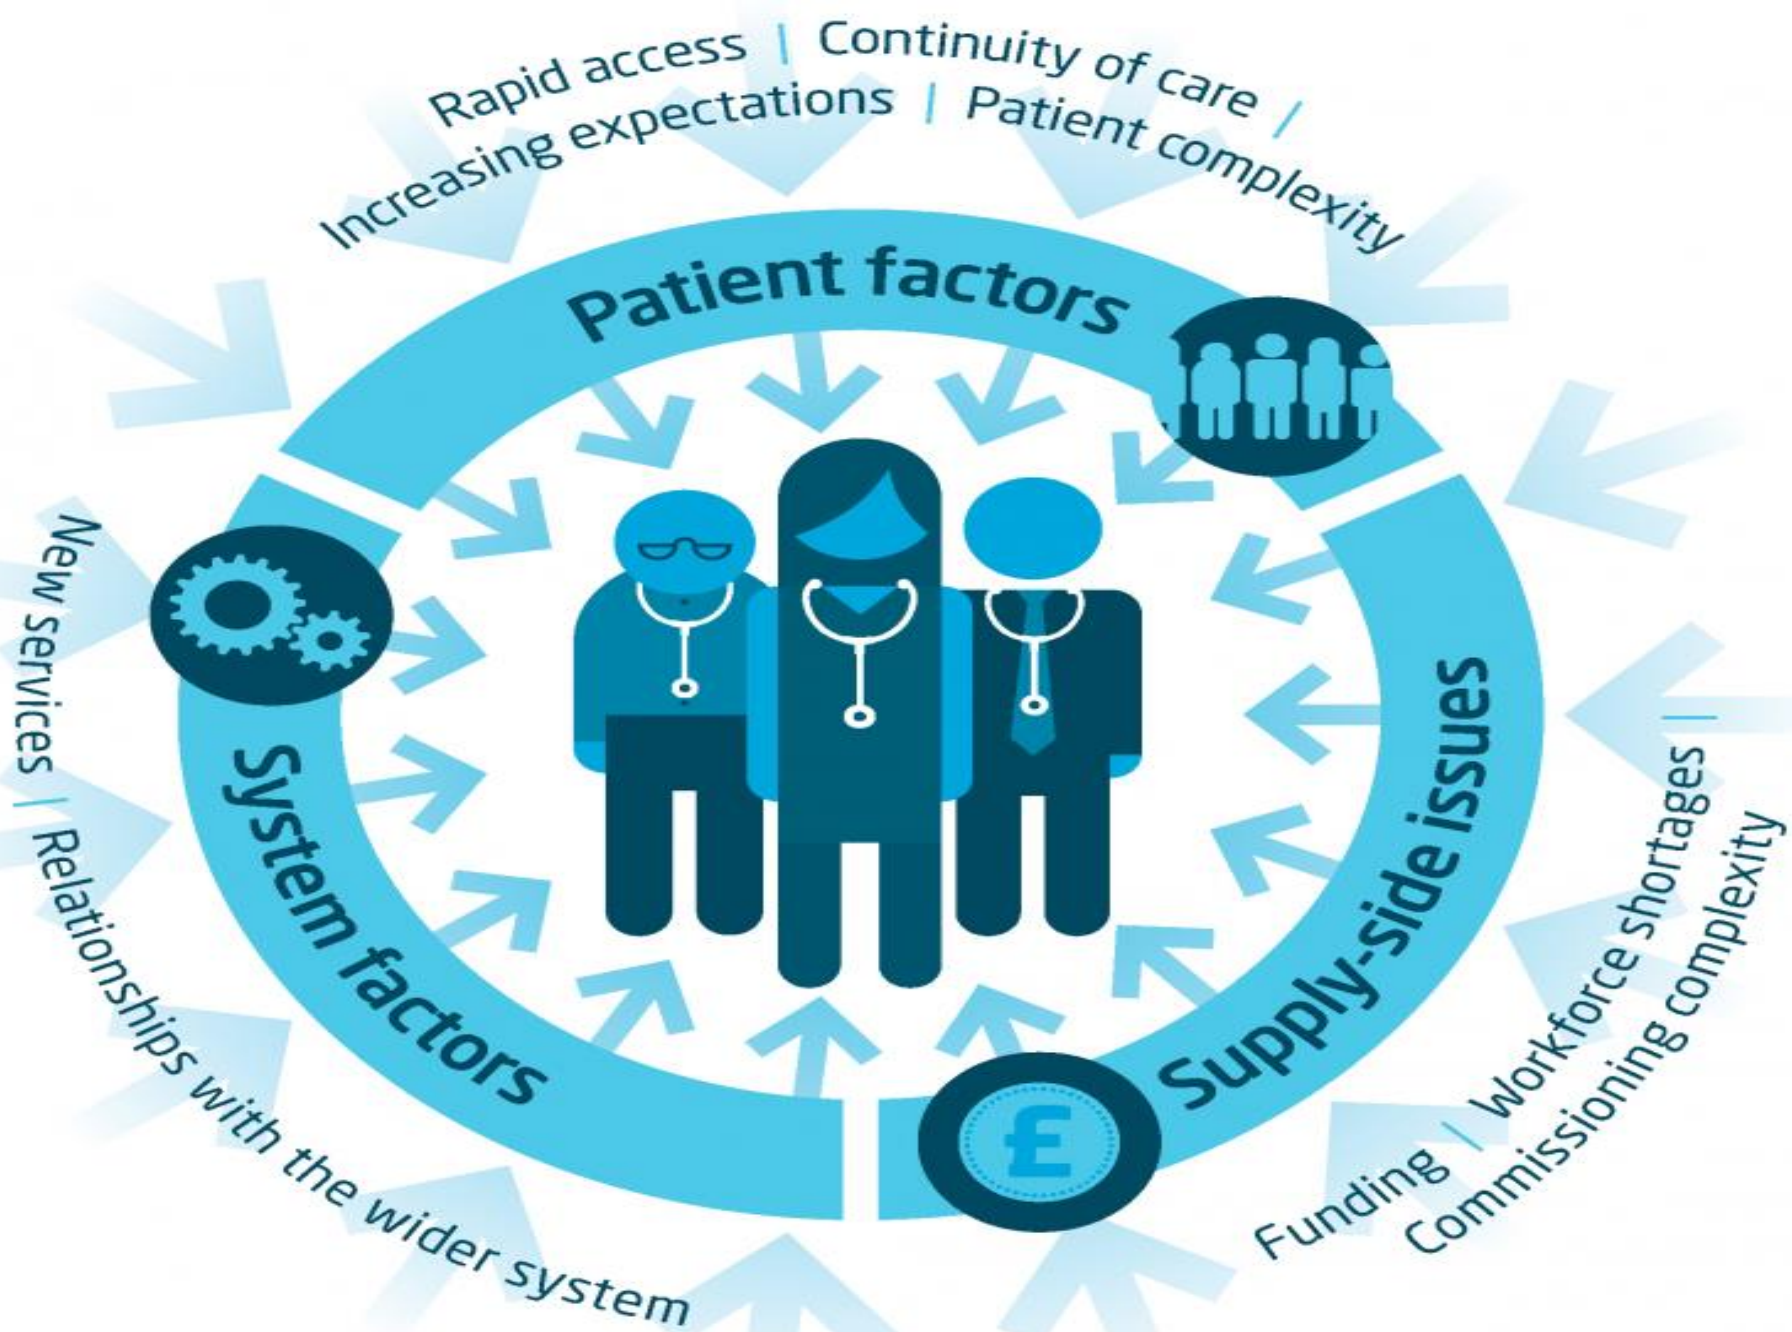 Rapid access | Continuity of care |
Increasing expectations | Patient complexity
Patient factors
New services | Relationships with the wider system
System factors
Supply-side issues
Funding | Workforce shortages |
Commissioning complexity
£